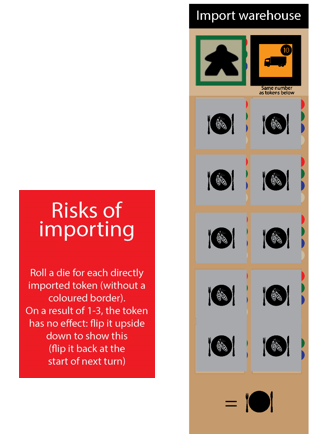 Import warehouse
10
Same number
as tokens below
Risks of
importing
Roll a die for each directly
imported token (without a
coloured border).
On a result of 1-3, the token
has no effect: flip it upside
down to show this
(flip it back at the
start of next turn)
=